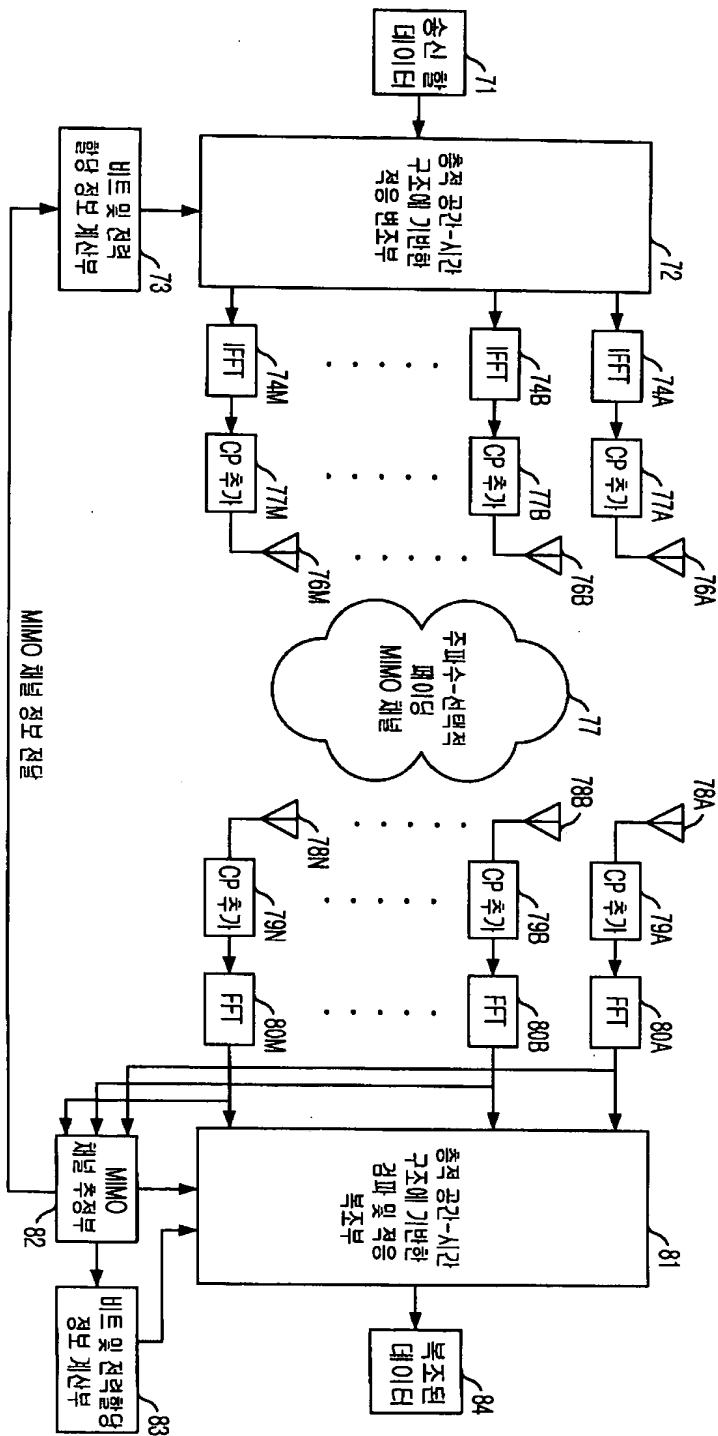 71
송신 할
데이터
72
층적 공간-시간
구조에 기반한
적응 변조부
비트 및 전력
할당 정보 계산부
73
IFFT
74A
IFFT
74B
IFFT
74M
CP 추가
77A
CP 추가
77B
CP 추가
77M
76A
76B
76M
77
주파수-선택적
페이딩
MIMO 채널
78A
78B
78N
CP 추가
79A
CP 추가
79B
CP 추가
79N
FFT
80A
FFT
80B
FFT
80M
81
층적 공간-시간
구조에 기반한
검파 및 적응
복조부
복조된
데이터
84
MIMO
채널 추정부
82
비트 및 전력할당
정보 계산부
83
MIMO 채널 정보 전달